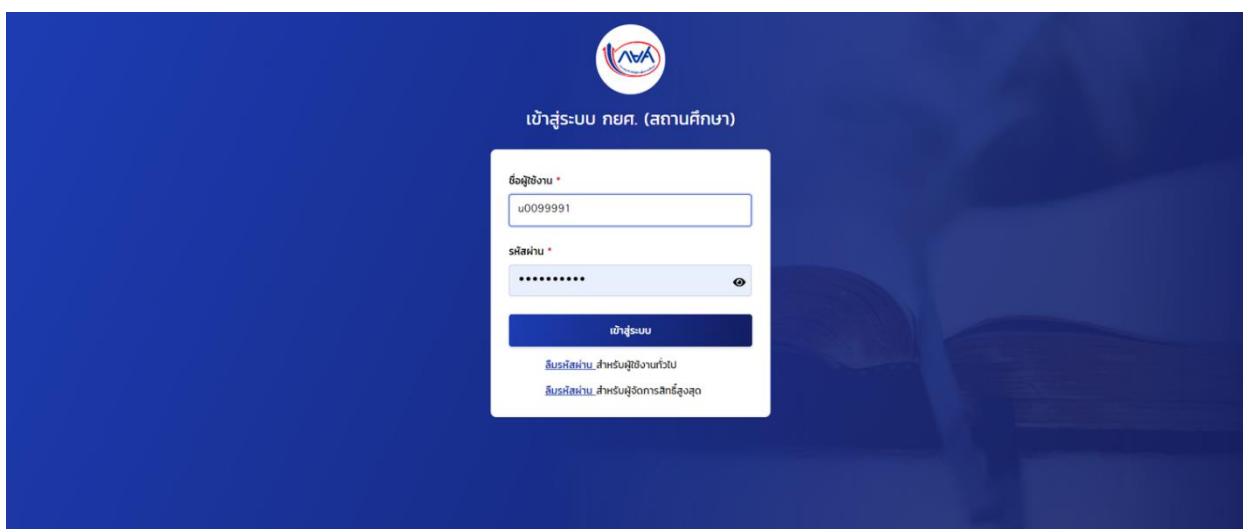 กยศ
เข้าสู่ระบบ กยศ. (สถานศึกษา)
ชื่อผู้ใช้งาน *
u0099991
รหัสผ่าน *
••••••••••
เข้าสู่ระบบ
ลืมรหัสผ่าน สำหรับผู้ใช้งานทั่วไป
ลืมรหัสผ่าน สำหรับผู้จัดการสิทธิ์สูงสุด